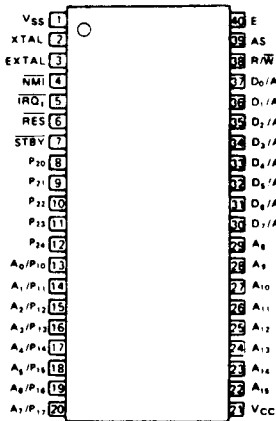 VSS 1
XTAL 2
EXTAL 3
NMI 4
IRQ1 5
RES 6
STBY 7
P20 8
P21 9
P22 10
P23 11
P24 12
A0/P10 13
A1/P11 14
A2/P12 15
A3/P13 16
A4/P14 17
A5/P15 18
A6/P16 19
A7/P17 20
40 E
39 AS
38 R/W
37 D0/A
36 D1/A
35 D2/A
34 D3/A
33 D4/A
32 D5/A
31 D6/A
30 D7/A
29 A8
28 A9
27 A10
26 A11
25 A12
24 A13
23 A14
22 A15
21 VCC